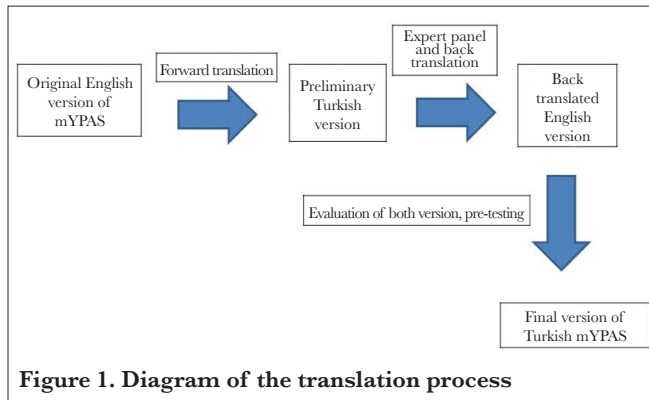 Original English
version of
mYPAS
Forward translation
Preliminary
Turkish
version
Expert panel
and back
translation
Back
translated
English
version
Evaluation of both version, pre-testing
Final version of
Turkish mYPAS
Figure 1. Diagram of the translation process